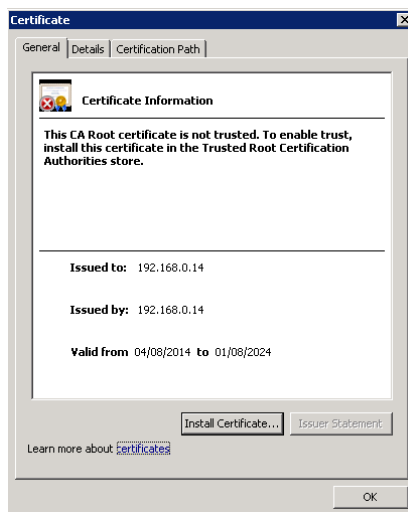 Certificate
General Details Certification Path
Certificate Information
This CA Root certificate is not trusted. To enable trust,
install this certificate in the Trusted Root Certification
Authorities store.
Issued to: 192.168.0.14
Issued by: 192.168.0.14
Valid from 04/08/2014 to 01/08/2024
Install Certificate... Issuer Statement
Learn more about certificates
OK